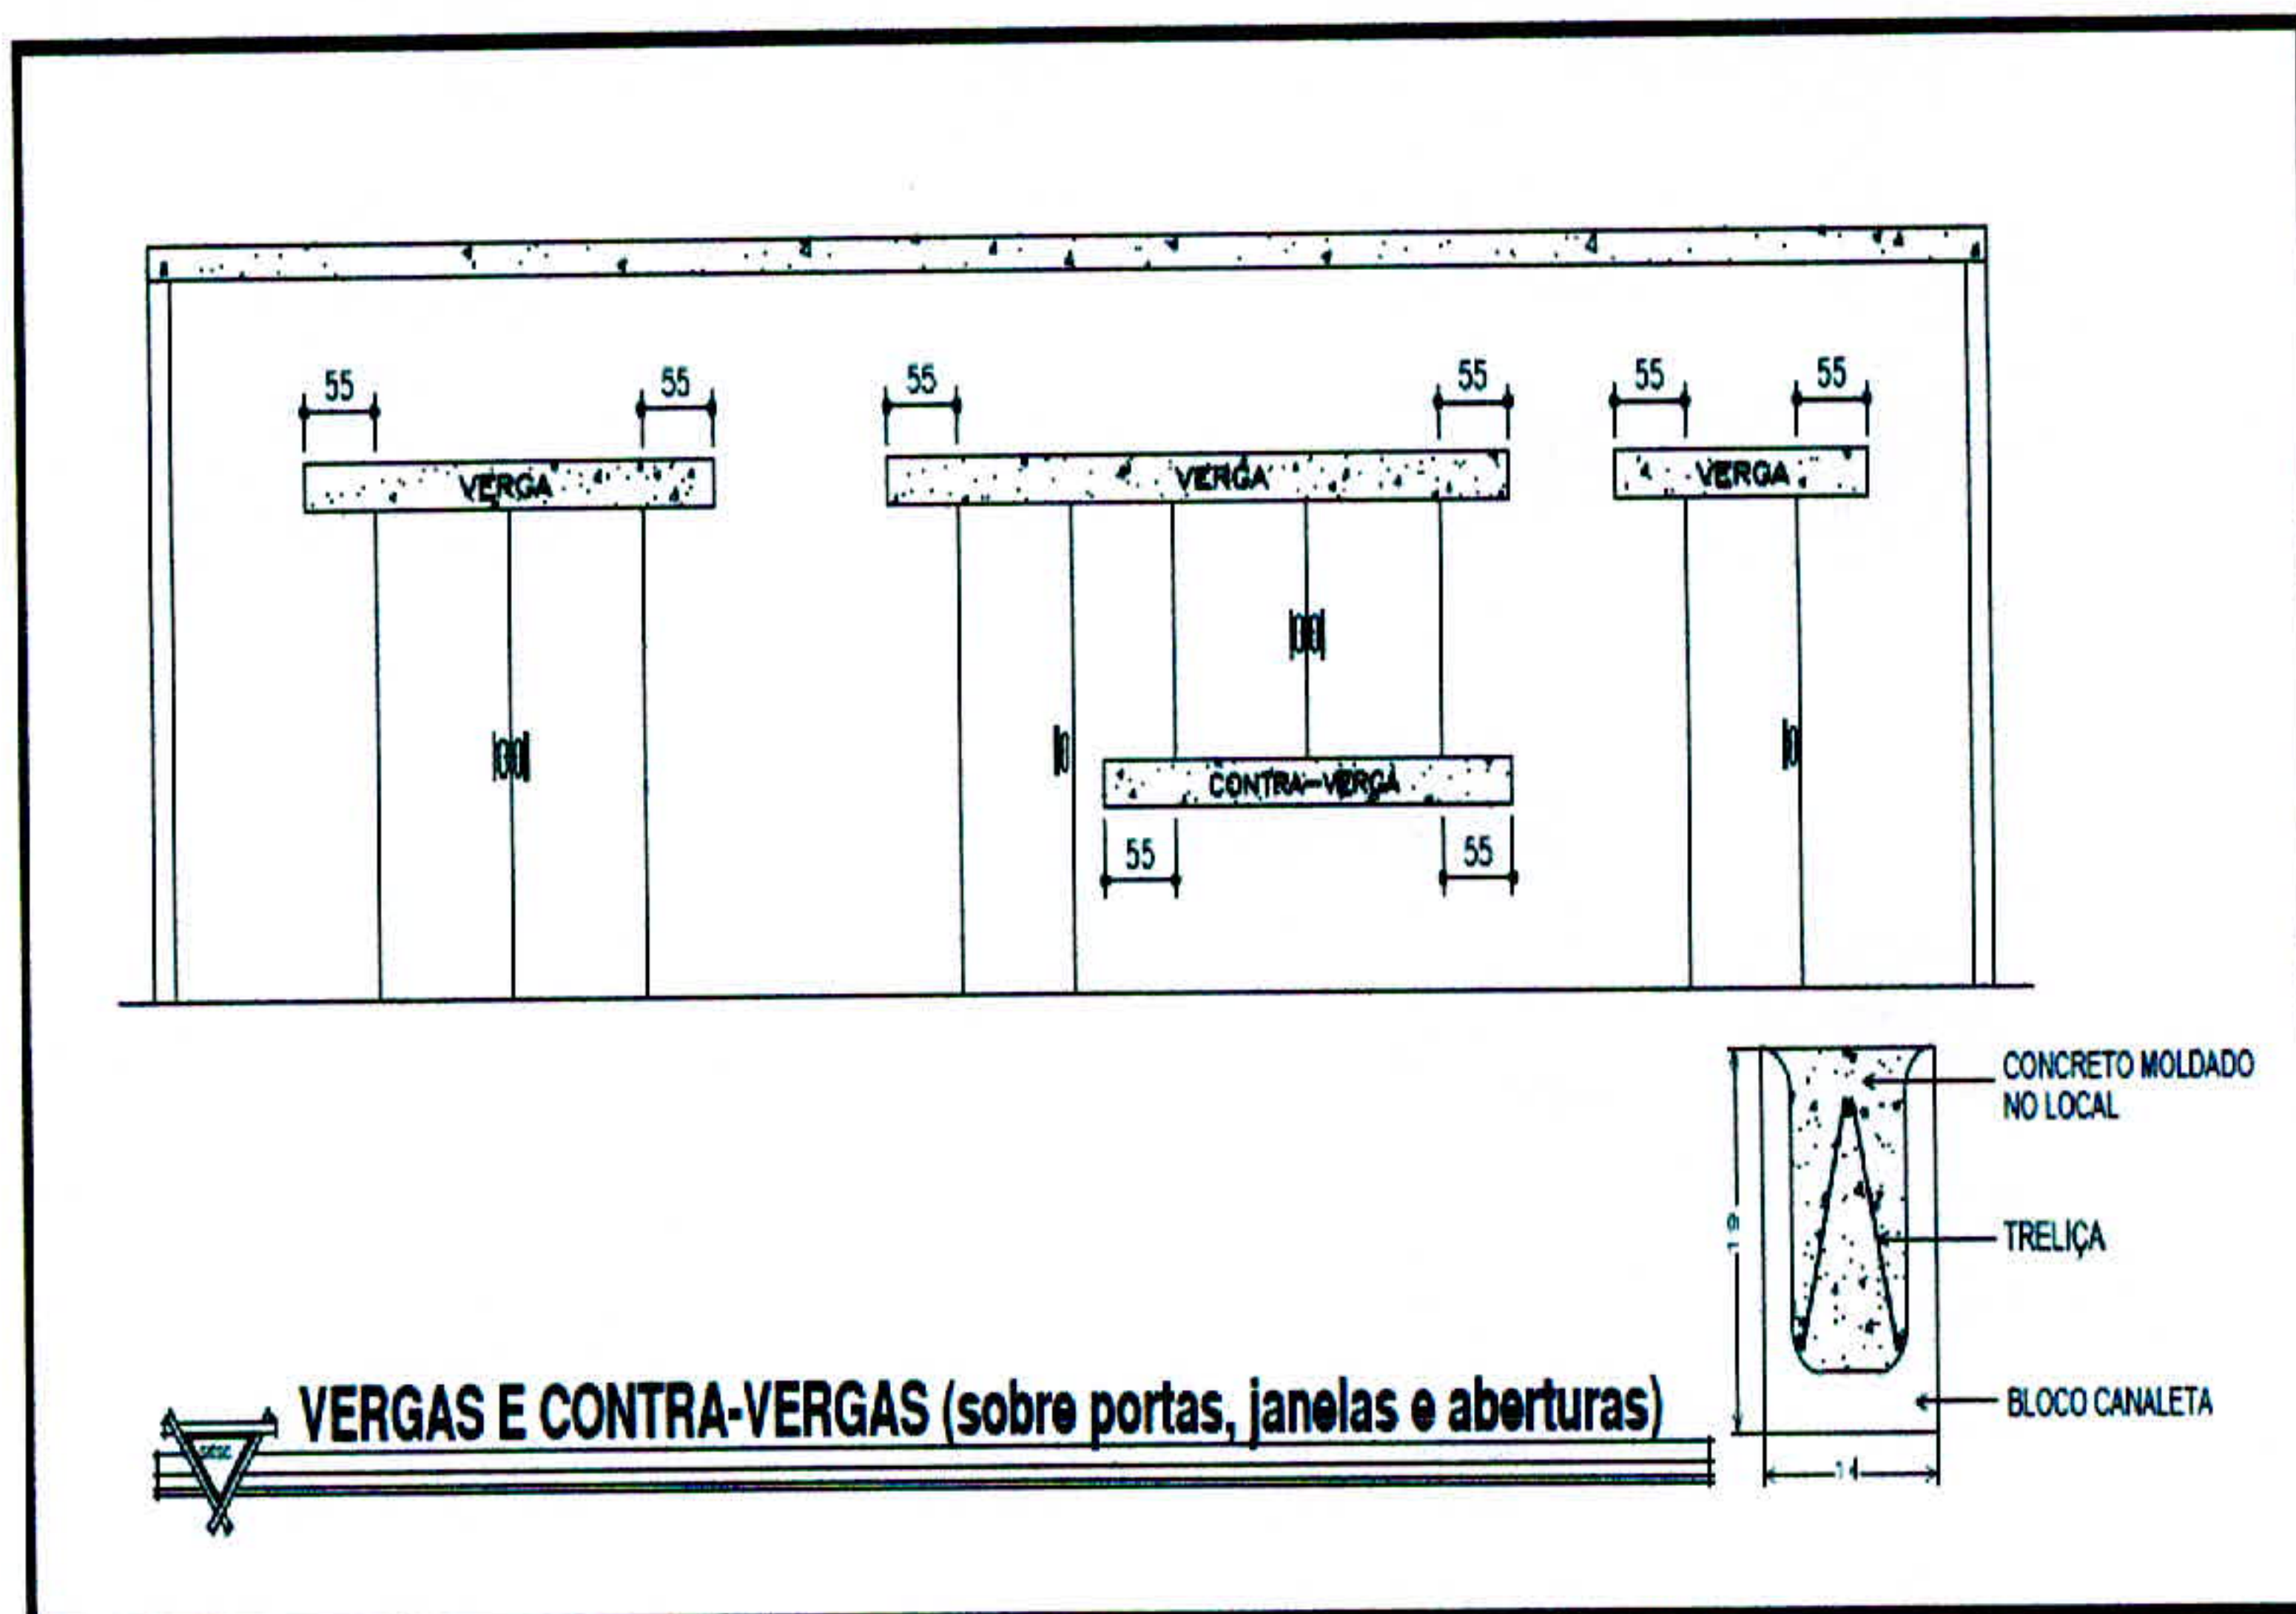 55 55 55 55 55 55
VERGA VERGA VERGA
CONTRA-VERGA
55 55
CONCRETO MOLDADO
NO LOCAL
19
TRELIÇA
BLOCO CANALETA
VERGAS E CONTRA-VERGAS (sobre portas, janelas e aberturas)
14